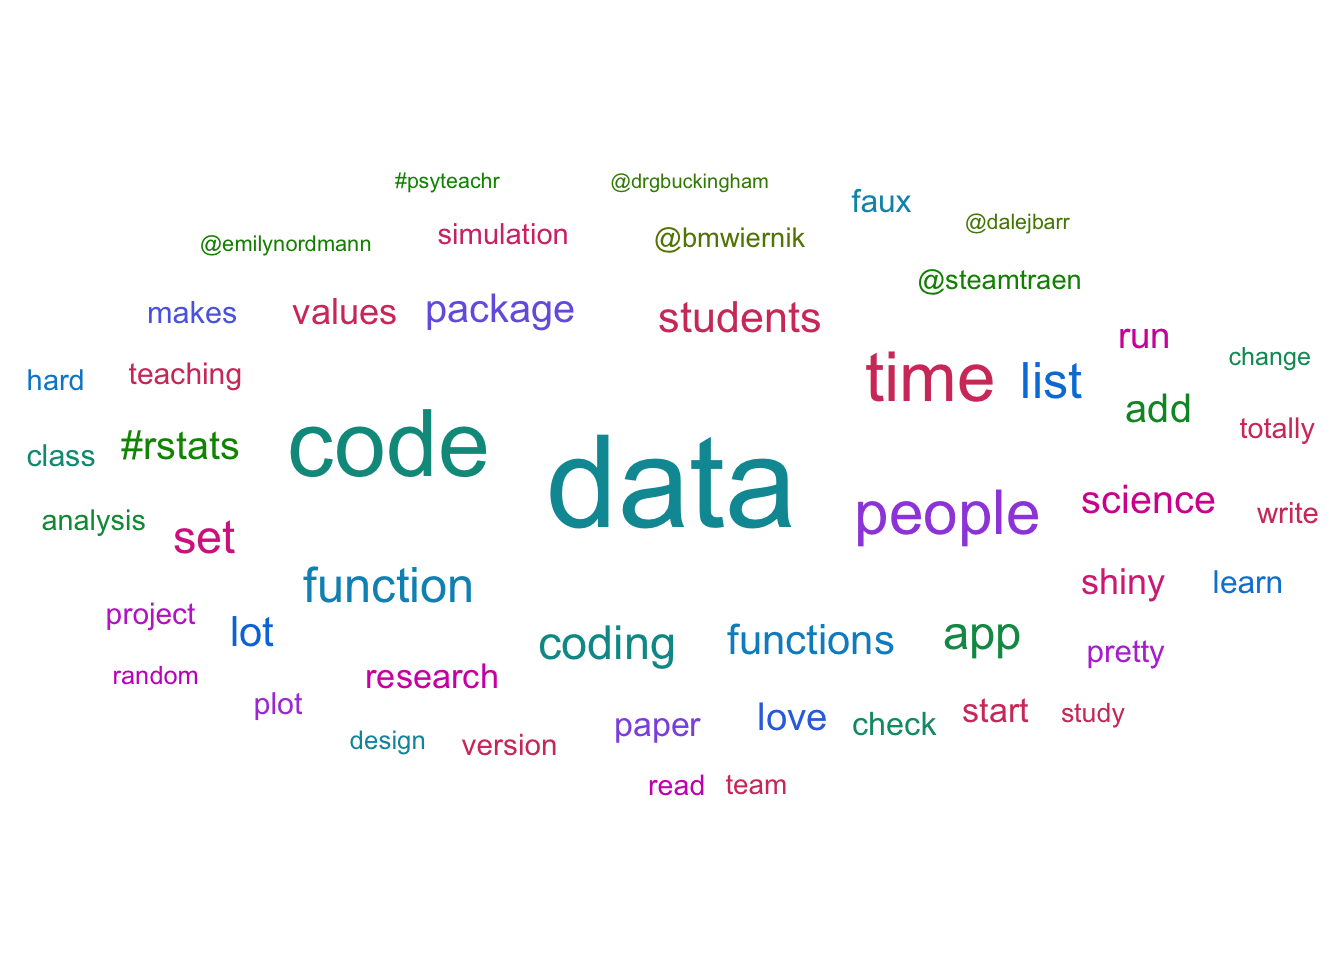 #psyteachr
@drgbuckingham
faux
@dalejbarr
@emilynordmann
simulation
@bmwiernik
@steamtraen
makes
values
package
students
run
change
hard
teaching
time
list
add
totally
class
#rstats
code
data
people
science
write
analysis
set
function
shiny
learn
project
lot
coding
functions
app
pretty
random
plot
research
paper
love
check
start
study
design
version
read
team